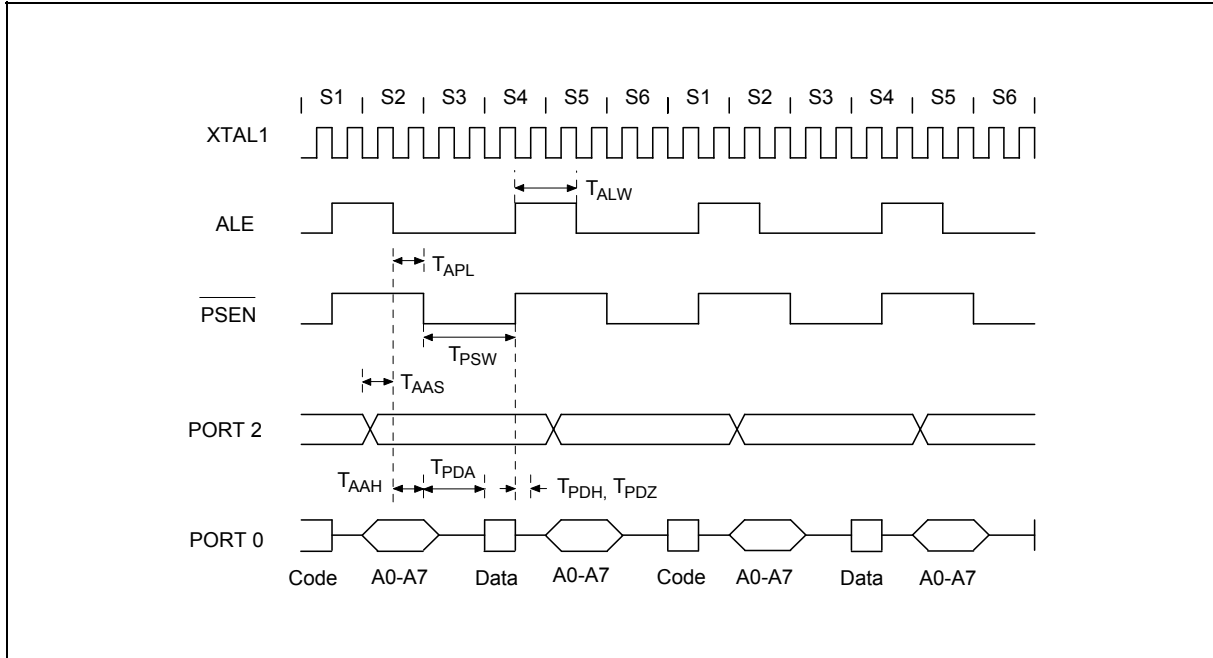 | S1 | S2 | S3 | S4 | S5 | S6 | S1 | S2 | S3 | S4 | S5 | S6 |
XTAL1
TALW
ALE
TAPL
PSEN
TPSW
TAAS
PORT 2
TAAH
TPDA
TPDH, TPDZ
PORT 0
Code A0-A7 Data A0-A7 Code A0-A7 Data A0-A7